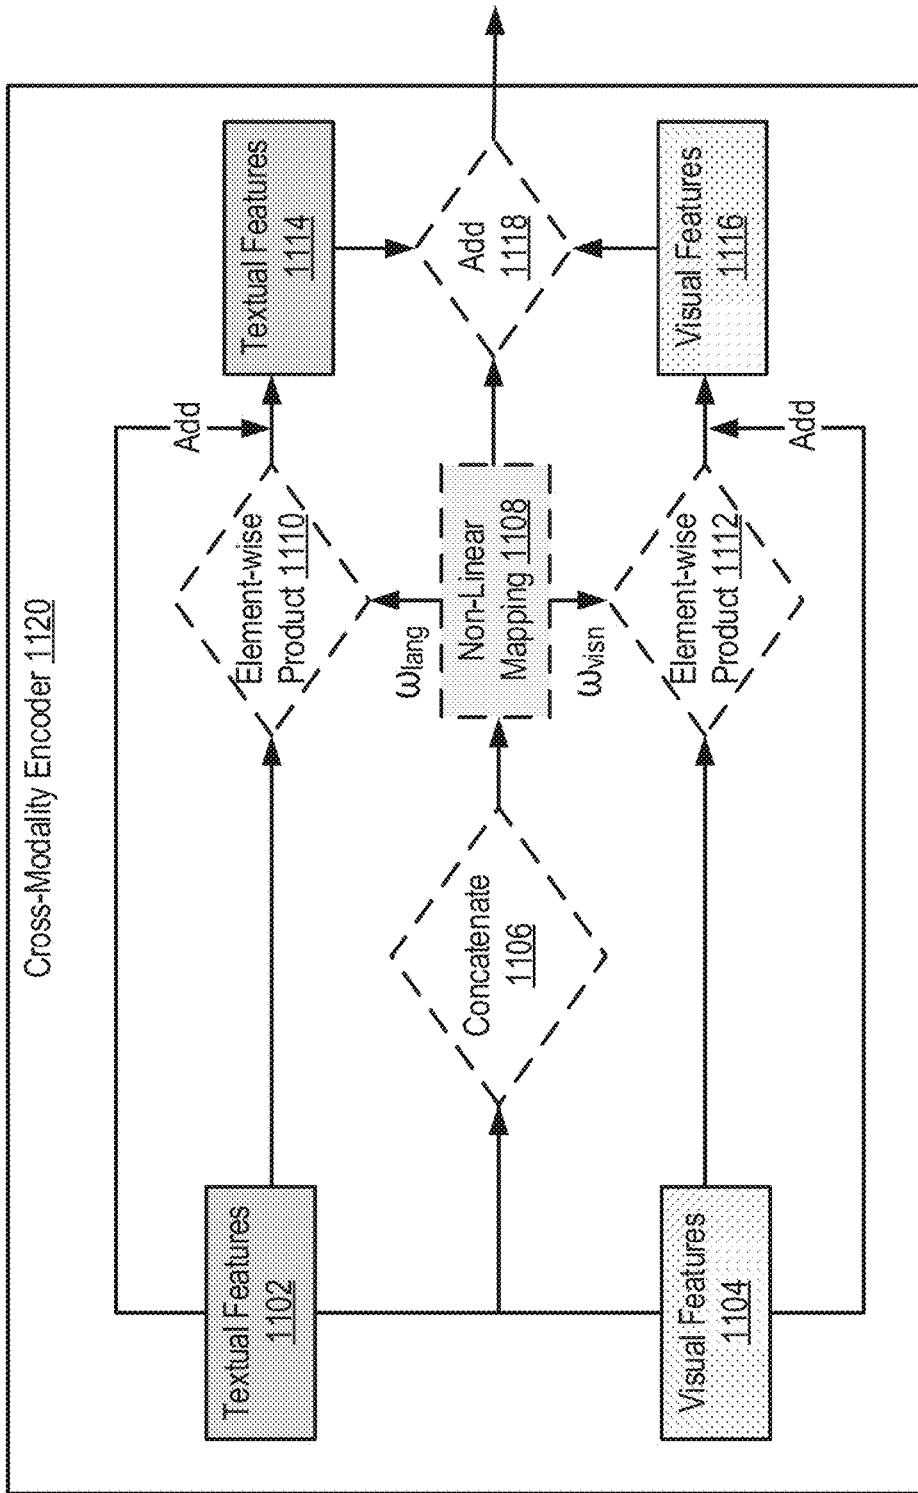 Cross-Modality Encoder 1120
Textual Features
1102
Add
Element-wise
Product 1110
Textual Features
1114
ωlang
Concatenate
1106
Non-Linear
Mapping 1108
Add
1118
ωvisn
Visual Features
1104
Element-wise
Product 1112
Add
Visual Features
1116